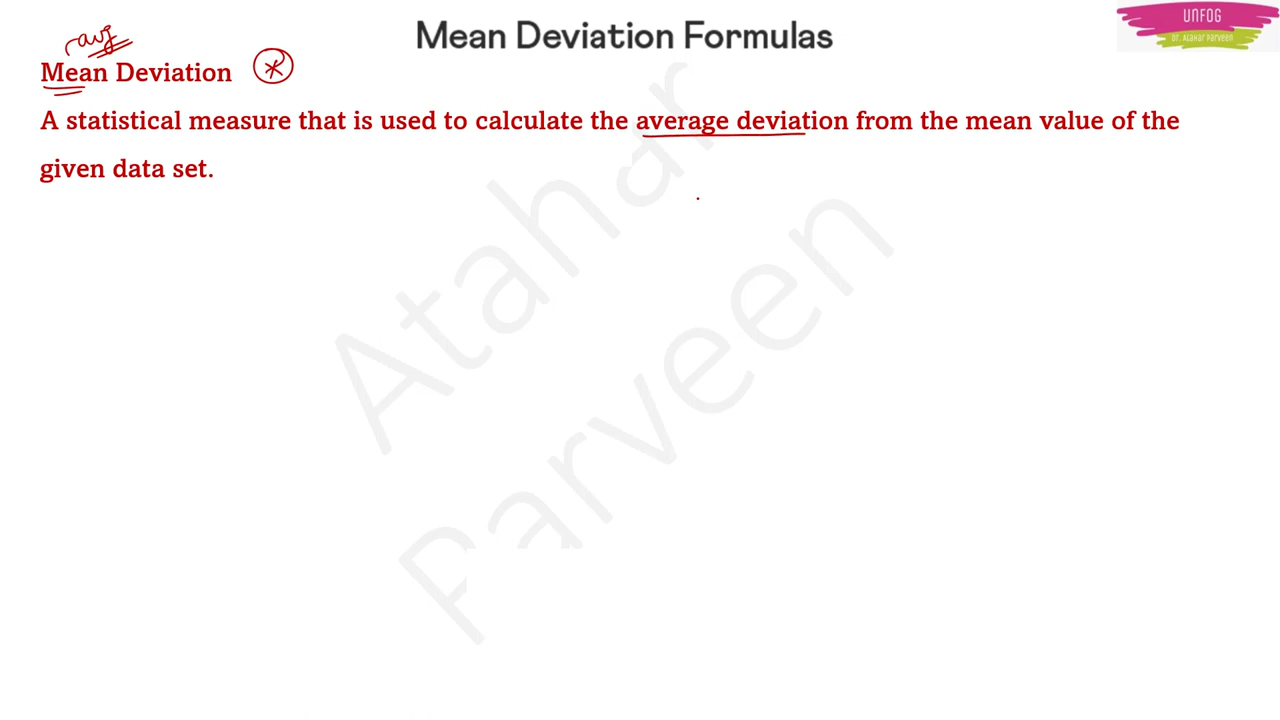 Mean Deviation Formulas
UNFOG
Dr. Atahar Parveen
avg
Mean Deviation
A statistical measure that is used to calculate the average deviation from the mean value of the
given data set.
Atahar
Parveen